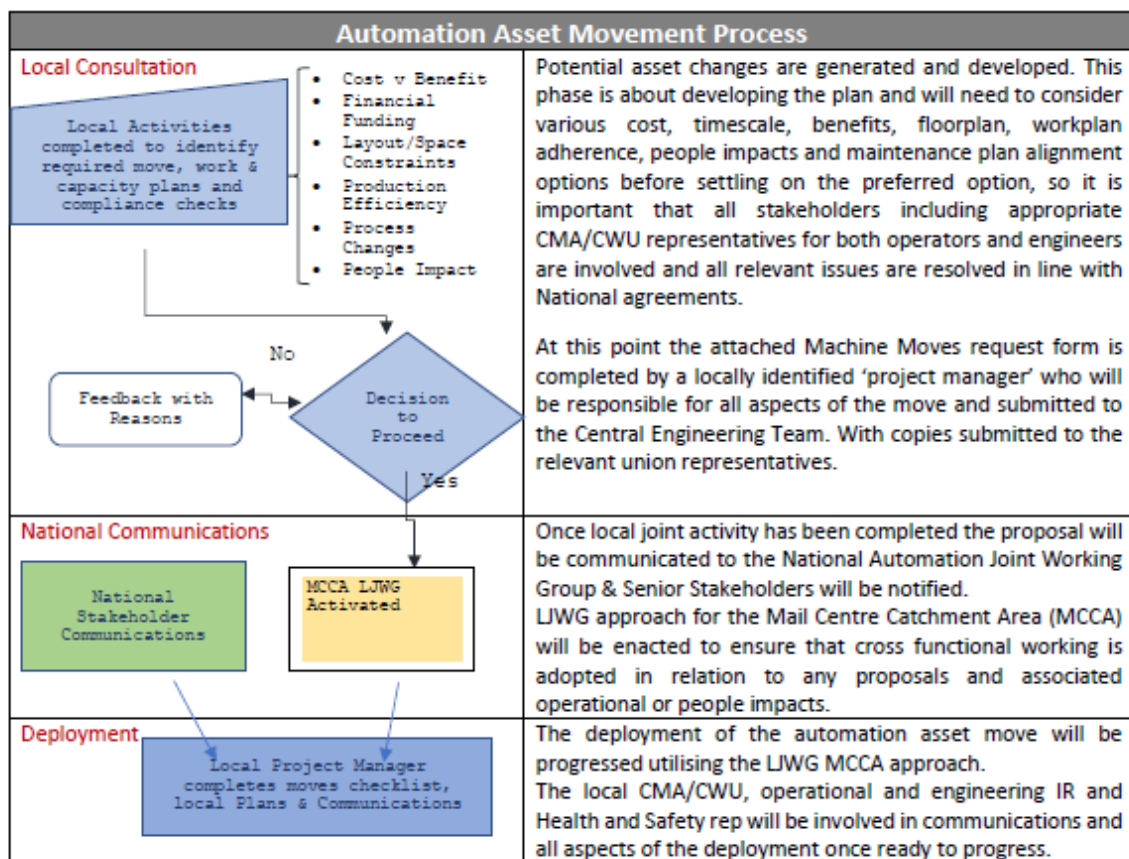 Automation Asset Movement Process
Local Consultation
Local Activities
completed to identify
required move, work &
capacity plans and
compliance checks
• Cost v Benefit
• Financial
Funding
• Layout/Space
Constraints
• Production
Efficiency
• Process
Changes
• People Impact
No
Feedback with
Reasons
Decision
to
Proceed
Yes
Potential asset changes are generated and developed. This
phase is about developing the plan and will need to consider
various cost, timescale, benefits, floorplan, workplan
adherence, people impacts and maintenance plan alignment
options before settling on the preferred option, so it is
important that all stakeholders including appropriate
CMA/CWU representatives for both operators and engineers
are involved and all relevant issues are resolved in line with
National agreements.
At this point the attached Machine Moves request form is
completed by a locally identified ‘project manager’ who will
be responsible for all aspects of the move and submitted to
the Central Engineering Team. With copies submitted to the
relevant union representatives.
National Communications
National
Stakeholder
Communications
MCCA LJWG
Activated
Once local joint activity has been completed the proposal will
be communicated to the National Automation Joint Working
Group & Senior Stakeholders will be notified.
LJWG approach for the Mail Centre Catchment Area (MCCA)
will be enacted to ensure that cross functional working is
adopted in relation to any proposals and associated
operational or people impacts.
Deployment
Local Project Manager
completes moves checklist,
local Plans & Communications
The deployment of the automation asset move will be
progressed utilising the LJWG MCCA approach.
The local CMA/CWU, operational and engineering IR and
Health and Safety rep will be involved in communications and
all aspects of the deployment once ready to progress.